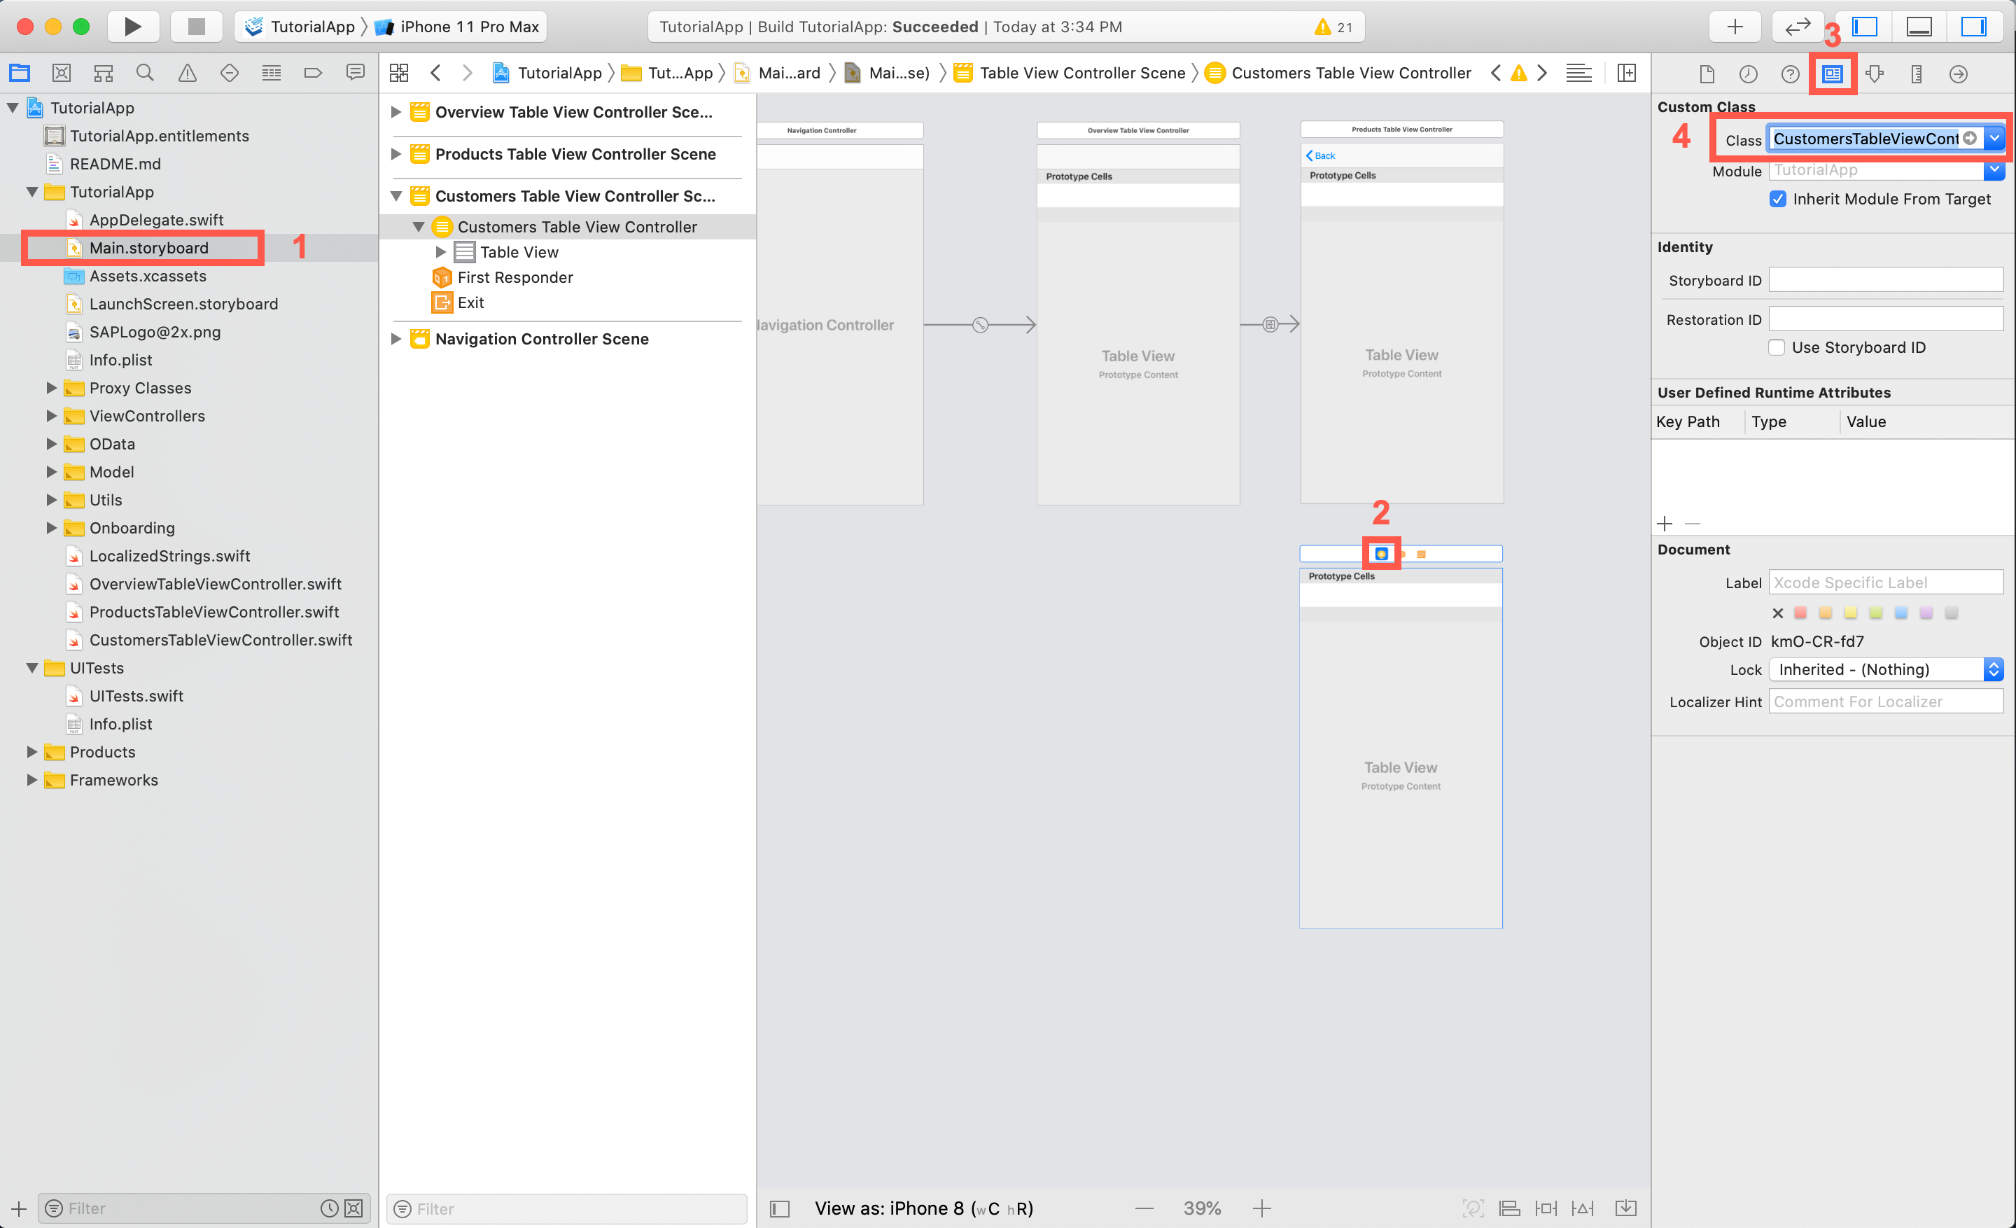 TutorialApp
iPhone 11 Pro Max
TutorialApp | Build TutorialApp: Succeeded | Today at 3:34 PM
21
3
TutorialApp
Tut...App
Mai...ard
Mai...se)
Table View Controller Scene
Customers Table View Controller
TutorialApp
TutorialApp.entitlements
README.md
TutorialApp
AppDelegate.swift
Main.storyboard
1
Assets.xcassets
LaunchScreen.storyboard
SAPLogo@2x.png
Info.plist
Proxy Classes
ViewControllers
OData
Model
Utils
Onboarding
LocalizedStrings.swift
OverviewTableViewController.swift
ProductsTableViewController.swift
CustomersTableViewController.swift
UITests
UITests.swift
Info.plist
Products
Frameworks
Filter
Overview Table View Controller Sce...
Products Table View Controller Scene
Customers Table View Controller Sc...
Customers Table View Controller
Table View
First Responder
Exit
Navigation Controller Scene
Filter
Navigation Controller
avigation Controller
Overview Table View Controller
Prototype Cells
Table View
Prototype Content
Products Table View Controller
Back
Prototype Cells
Table View
Prototype Content
2
Prototype Cells
Table View
Prototype Content
View as: iPhone 8 (wC hR)
39%
Custom Class
4
Class CustomersTableViewCont
Module TutorialApp
Inherit Module From Target
Identity
Storyboard ID
Restoration ID
Use Storyboard ID
User Defined Runtime Attributes
Key Path Type Value
Document
Label Xcode Specific Label
Object ID kmO-CR-fd7
Lock Inherited - (Nothing)
Localizer Hint Comment For Localizer